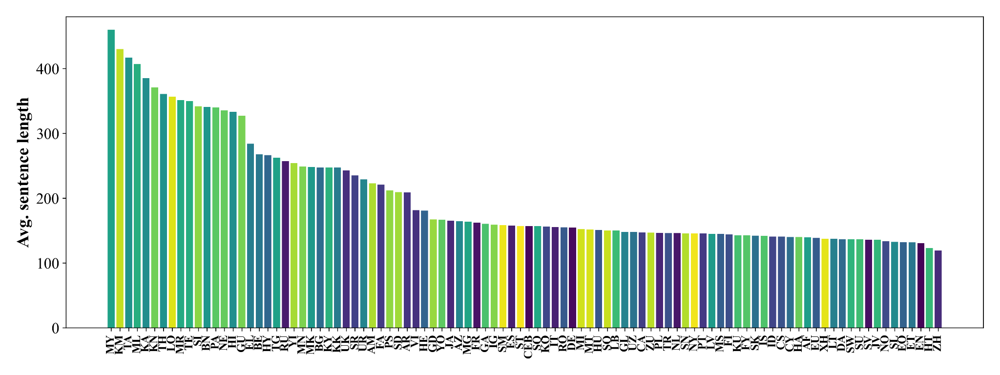 Avg. sentence length
400
300
200
100
0
MY KM TA ML KA KN TH LO MR TE SI BN PA NE HI GU EL BE HY TG RU YI MN MK BG KY KK UK SR UR AM FA PS SD AR VI HE GD YO JA AZ MG FR GA IG SM ES ST CEB SQ KO IT RO DE MI MT HU SO LB GL UZ CA ZU PL TR NL SN NY PT LV MS FI KU FY SK IS ID CS CY HA AF EU XH LT DA SW SU SV JV NO SL EO ET EN HT ZH